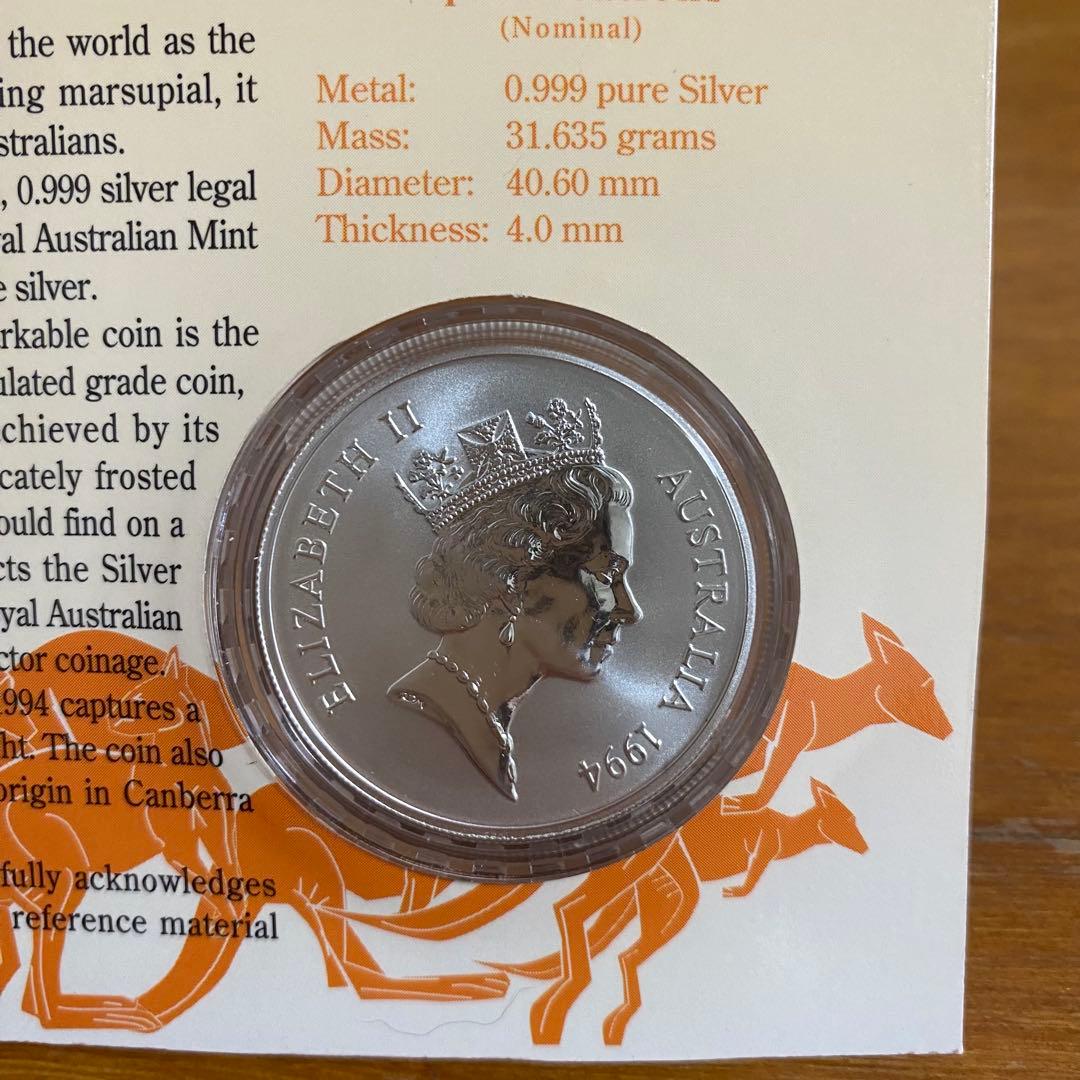 the world as the
ing marsupial, it
stralians.
, 0.999 silver legal
al Australian Mint
e silver.
rkable coin is the
ulated grade coin,
chieved by its
cately frosted
ould find on a
cts the Silver
yal Australian
ctor coinage.
1994 captures a
ht. The coin also
origin in Canberra
fully acknowledges
reference material
(Nominal)
Metal: 0.999 pure Silver
Mass: 31.635 grams
Diameter: 40.60 mm
Thickness: 4.0 mm
ELIZABETH II
AUSTRALIA 1994